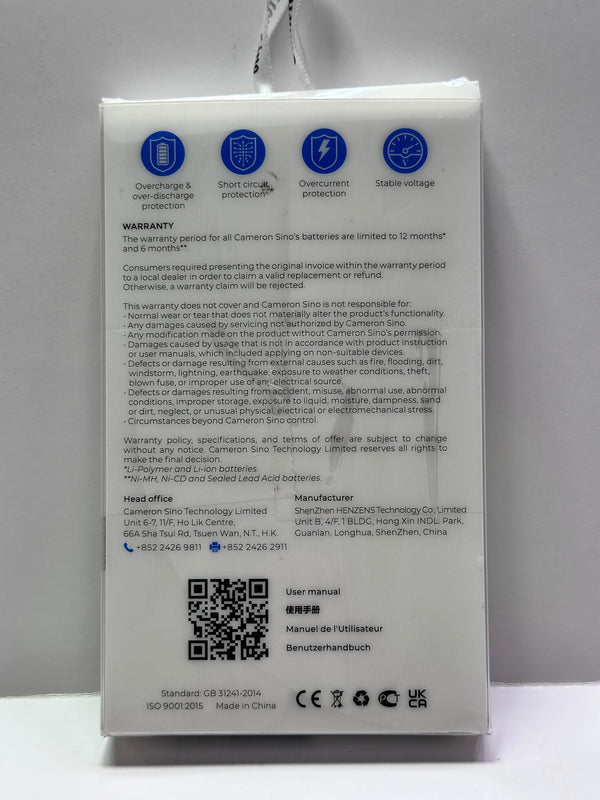 Overcharge &
over-discharge
protection
Short circuit
protection
Overcurrent
protection
Stable voltage
WARRANTY
The warranty period for all Cameron Sino's batteries are limited to 12 months*
and 6 months**.
Consumers required presenting the original invoice within the warranty period
to a local dealer in order to claim a valid replacement or refund.
Otherwise, a warranty claim will be rejected.
This warranty does not cover and Cameron Sino is not responsible for:
• Normal wear or tear that does not materially alter the product's functionality.
• Any damages caused by servicing not authorized by Cameron Sino.
• Any modification made on the product without Cameron Sino's permission.
• Damages caused by usage that is not in accordance with product instruction
or user manuals, which included applying on non-suitable devices.
• Defects or damage resulting from external causes such as fire, flooding, dirt,
windstorm, lightning, earthquake, exposure to weather conditions, theft,
blown fuse, or improper use of an electrical source.
• Defects or damage resulting from accident, misuse, abnormal use, abnormal
conditions, improper storage, exposure to liquid, moisture, dampness, sand
or dirt, neglect, or unusual physical, electrical or electromechanical stress.
• Circumstances beyond Cameron Sino control.
Warranty policy, specifications, and terms of offer are subject to change
without any notice. Cameron Sino Technology Limited reserves all rights to
make the final decision.
*Li-Polymer and Li-ion batteries.
**Ni-MH, Ni-CD and Sealed Lead Acid batteries.
Head office
Cameron Sino Technology Limited
Unit 6-7, 11/F, Ho Lik Centre,
66A Sha Tsui Rd, Tsuen Wan, N.T., H.K.
+852 2426 9811 +852 2426 2911
Manufacturer
ShenZhen HENZENS Technology Co., Limited
Unit B, 4/F, 1 BLDG, Hong Xin INDL. Park,
Guanlan, Longhua, ShenZhen, China
User manual
使用手册
Manuel de l'Utilisateur
Benutzerhandbuch
Standard: GB 31241-2014
ISO 9001:2015 Made in China
CE
PCT
UK
CA